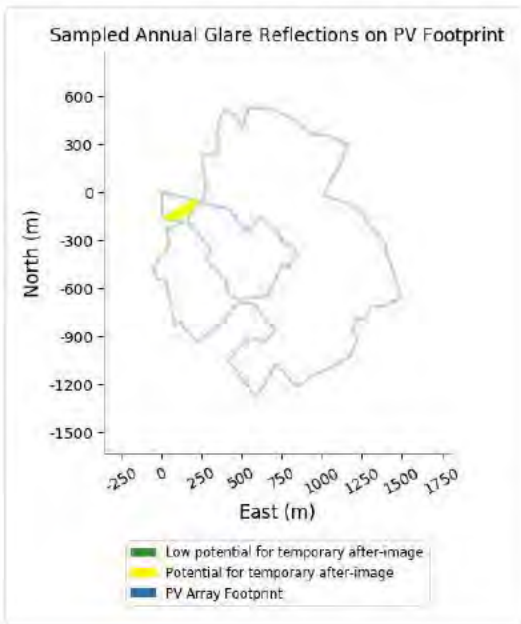 Sampled Annual Glare Reflections on PV Footprint
600
300
0
-300
-600
-900
-1200
-1500
North (m)
-250
0
250
500
750
1000
1250
1500
1750
East (m)
Low potential for temporary after-image
Potential for temporary after-image
PV Array Footprint